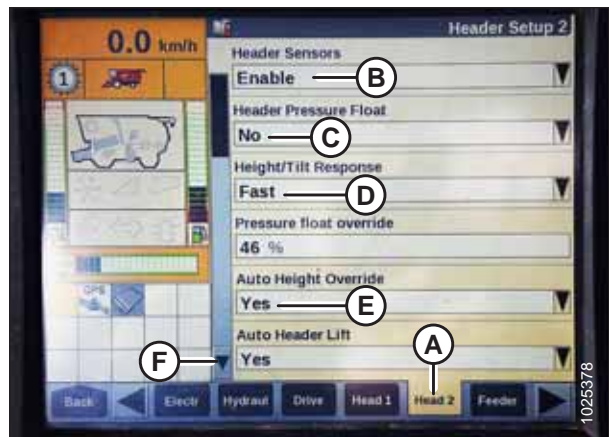 0.0 km/h
Header Setup 2
1
Header Sensors
Enable
B
Header Pressure Float
No
C
Height/Tilt Response
Fast
D
Pressure float override
46 %
Auto Height Override
Yes
E
Auto Header Lift
Yes
A
F
GPS
Back
Electr
Hydraul
Drive
Head 1
Head 2
Feeder
1025378